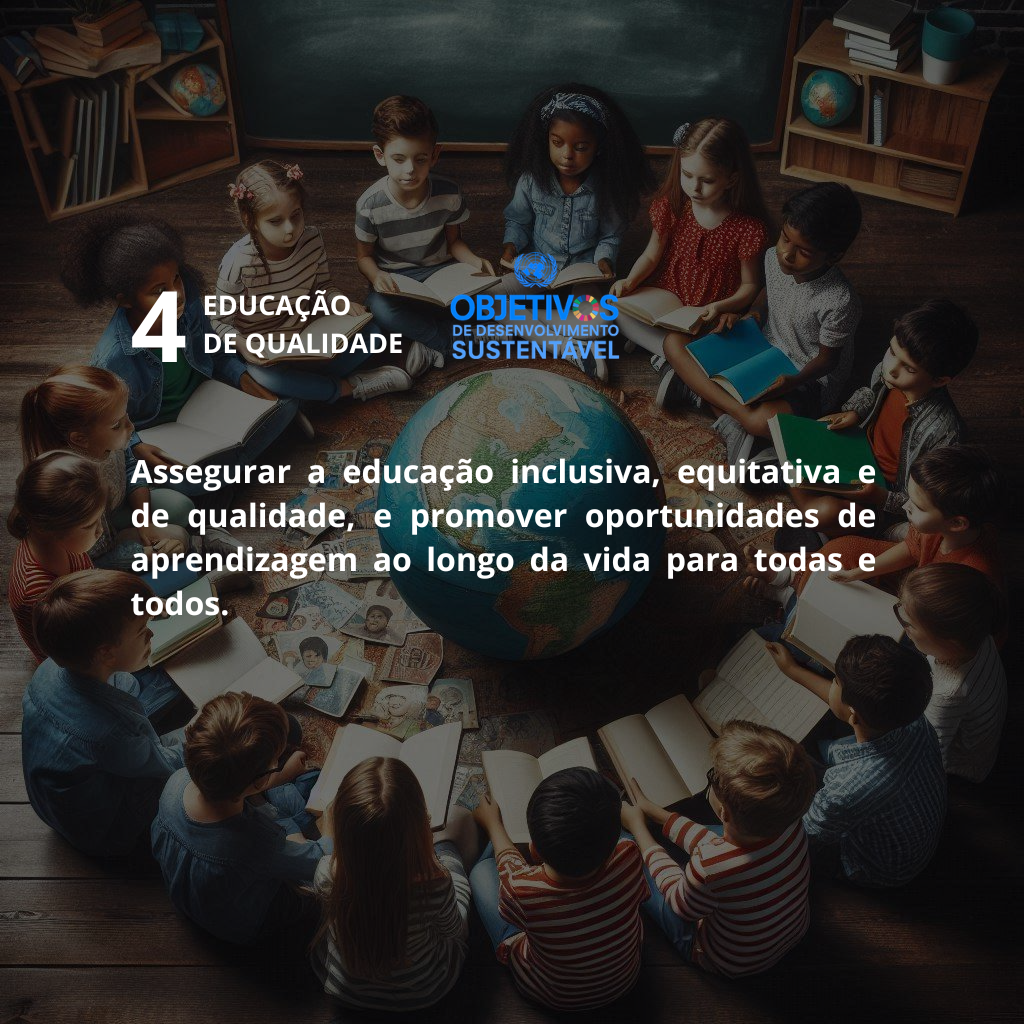 4
EDUCAÇÃO
DE QUALIDADE
OBJETIVOS
DE DESENVOLVIMENTO
SUSTENTÁVEL
Assegurar a educação inclusiva, equitativa e
de qualidade, e promover oportunidades de
aprendizagem ao longo da vida para todas e
todos.